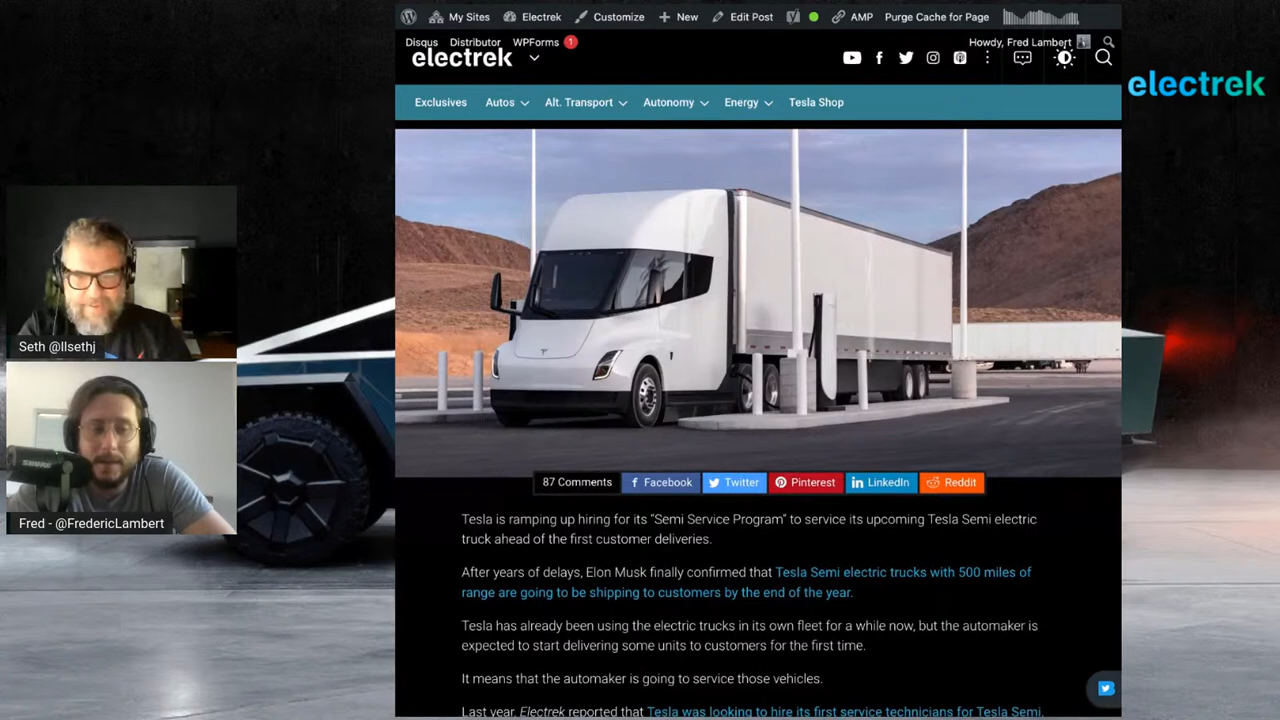 My Sites Electrek Customize New Edit Post AMP Purge Cache for Page
Disqus Distributor WPForms 1 Howdy, Fred Lambert
electrek
electrek
Exclusives Autos Alt. Transport Autonomy Energy Tesla Shop
Seth @llsethj
SHURE
Fred - @FredericLambert
87 Comments Facebook Twitter Pinterest LinkedIn Reddit
Tesla is ramping up hiring for its “Semi Service Program” to service its upcoming Tesla Semi electric
truck ahead of the first customer deliveries.
After years of delays, Elon Musk finally confirmed that Tesla Semi electric trucks with 500 miles of
range are going to be shipping to customers by the end of the year.
Tesla has already been using the electric trucks in its own fleet for a while now, but the automaker is
expected to start delivering some units to customers for the first time.
It means that the automaker is going to service those vehicles.
Last year, Electrek reported that Tesla was looking to hire its first service technicians for Tesla Semi,